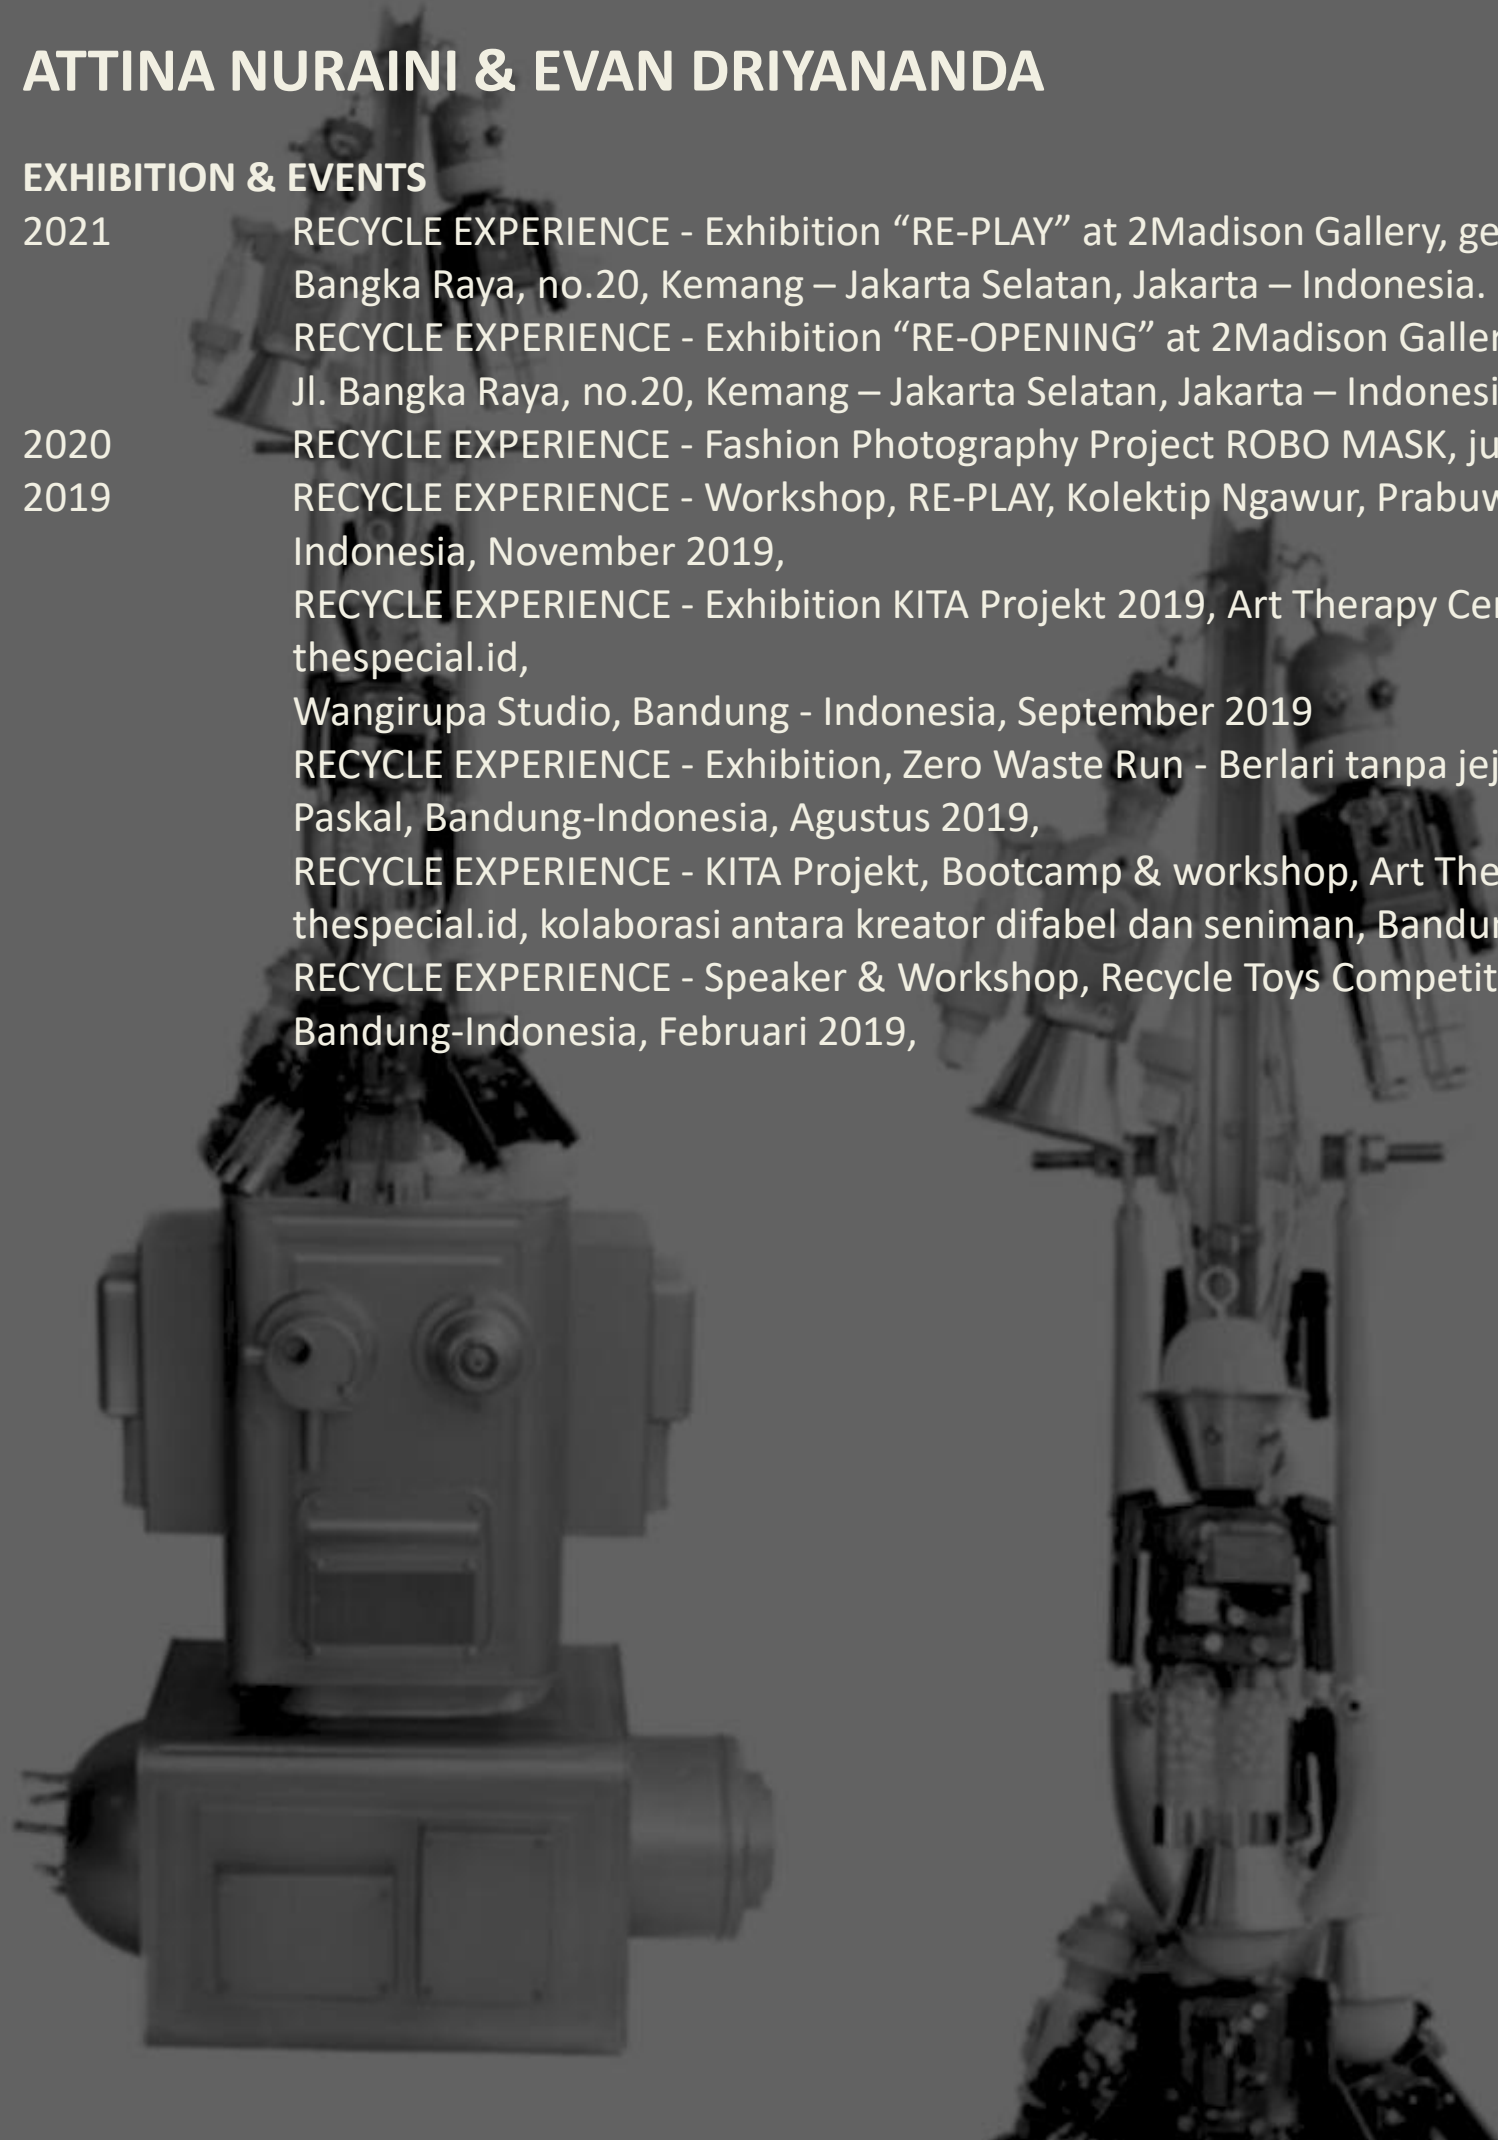 ATTINA NURAINI & EVAN DRIYANANDA
EXHIBITION & EVENTS
2021 RECYCLE EXPERIENCE - Exhibition “RE-PLAY” at 2Madison Gallery,
Bangka Raya, no.20, Kemang – Jakarta Selatan, Jakarta – Indonesia.
RECYCLE EXPERIENCE - Exhibition “RE-OPENING” at 2Madison
Jl. Bangka Raya, no.20, Kemang – Jakarta Selatan, Jakarta –
2020 RECYCLE EXPERIENCE - Fashion Photography Project ROBO MASK,
2019 RECYCLE EXPERIENCE - Workshop, RE-PLAY, Kolektip Ngawur,
Indonesia, November 2019,
RECYCLE EXPERIENCE - Exhibition KITA Projekt 2019, Art Therapy
thespecial.id,
Wangirupa Studio, Bandung - Indonesia, September 2019
RECYCLE EXPERIENCE - Exhibition, Zero Waste Run - Berlari tanpa
Paskal, Bandung-Indonesia, Agustus 2019,
RECYCLE EXPERIENCE - KITA Projekt, Bootcamp & workshop, Art
thespecial.id, kolaborasi antara kreator difabel dan seniman,
RECYCLE EXPERIENCE - Speaker & Workshop, Recycle Toys
Bandung-Indonesia, Februari 2019,